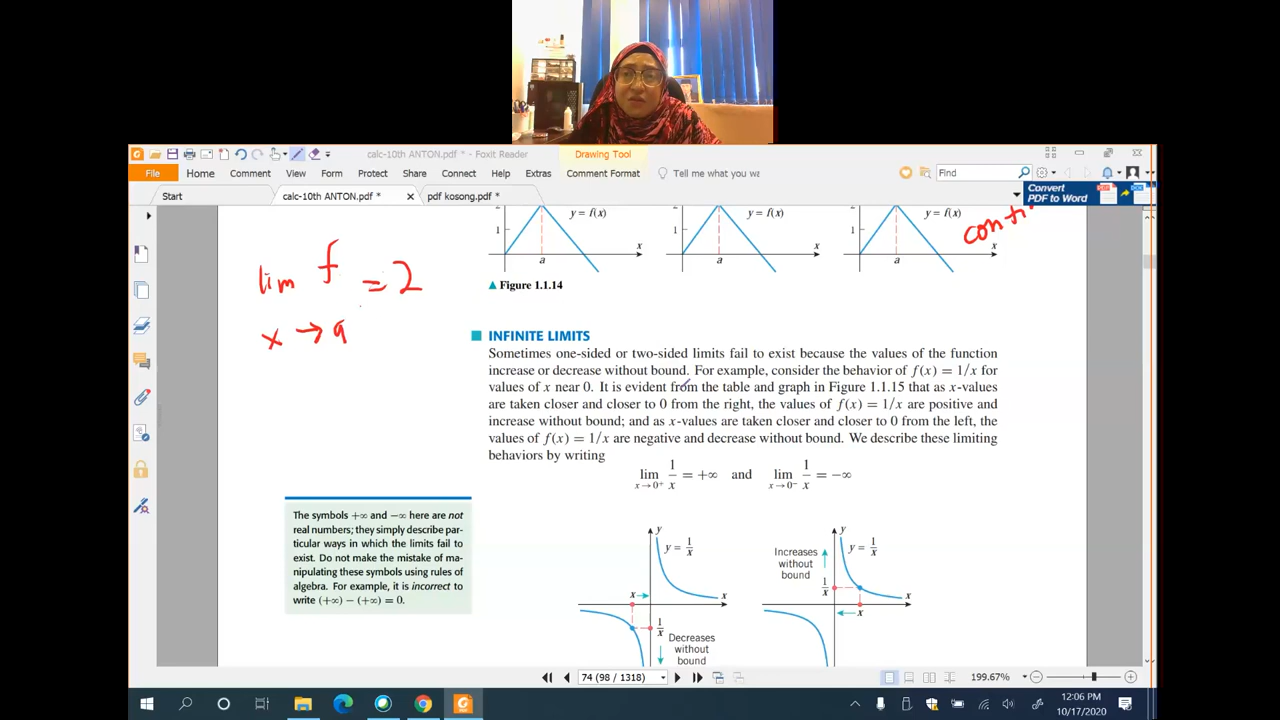 calc-10th ANTON.pdf * - Foxit Reader
Drawing Tool
File Home Comment View Form Protect Share Connect Help Extras Comment Format Tell me what you wa Find
Start calc-10th ANTON.pdf * pdf kosong.pdf *
Convert
PDF to Word
1 y = f(x) x a
1 y = f(x) x a
1 y = f(x) x a
conti
Figure 1.1.14
lim f = 2
x → a
INFINITE LIMITS
Sometimes one-sided or two-sided limits fail to exist because the values of the function
increase or decrease without bound. For example, consider the behavior of f(x) = 1/x for
values of x near 0. It is evident from the table and graph in Figure 1.1.15 that as x-values
are taken closer and closer to 0 from the right, the values of f(x) = 1/x are positive and
increase without bound; and as x-values are taken closer and closer to 0 from the left, the
values of f(x) = 1/x are negative and decrease without bound. We describe these limiting
behaviors by writing
lim x→0⁺ 1/x = +∞ and lim x→0⁻ 1/x = −∞
The symbols +∞ and −∞ here are not
real numbers; they simply describe par-
ticular ways in which the limits fail to
exist. Do not make the mistake of ma-
nipulating these symbols using rules of
algebra. For example, it is incorrect to
write (+∞) − (+∞) = 0.
y
y = 1/x
x
x
1/x
Decreases
without
bound
y
y = 1/x
Increases
without
bound
1/x
x
x
74 (98 / 1318)
199.67%
12:06 PM
10/17/2020